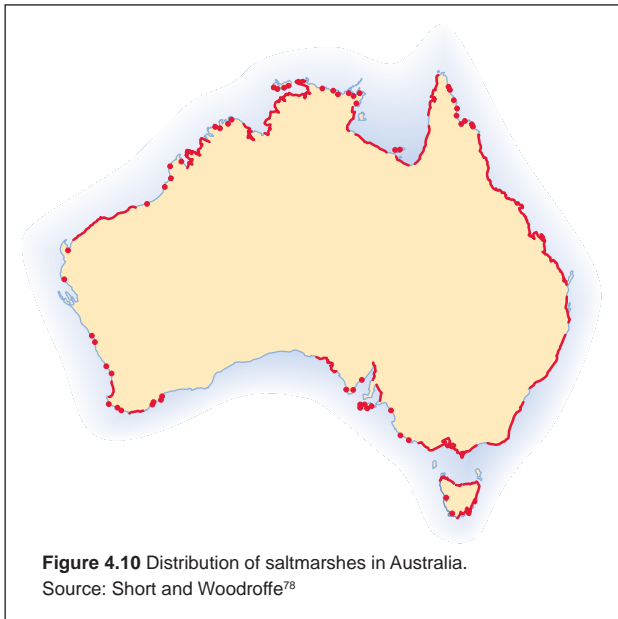 Figure 4.10 Distribution of saltmarshes in Australia.
Source: Short and Woodroffe⁷⁸